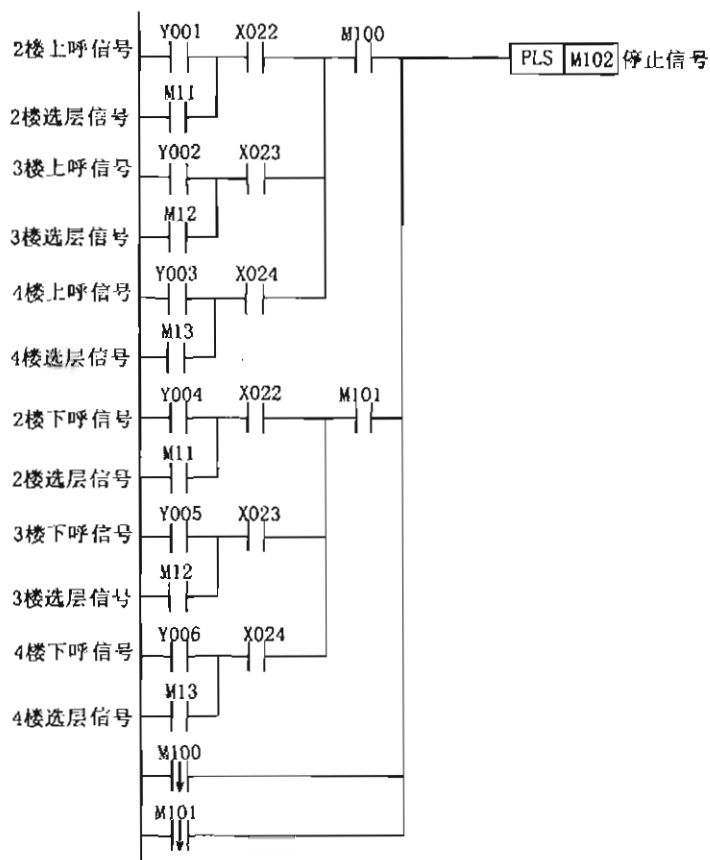 Y001 X022 M100
2楼上呼信号 PLS M102 停止信号
M11
2楼选层信号
Y002 X023
3楼上呼信号
M12
3楼选层信号
Y003 X024
4楼上呼信号
M13
4楼选层信号
Y004 X022 M101
2楼下呼信号
M11
2楼选层信号
Y005 X023
3楼下呼信号
M12
3楼选层信号
Y006 X024
4楼下呼信号
M13
4楼选层信号
M100
M101